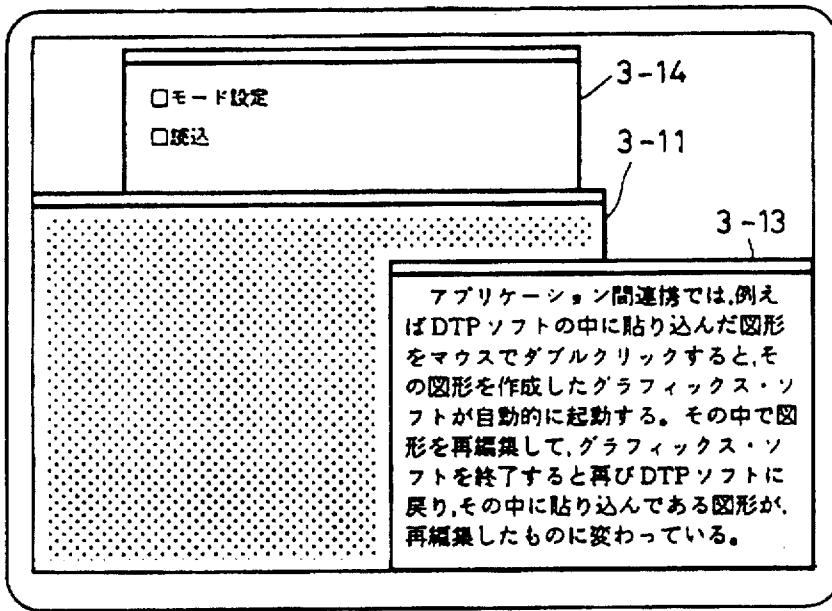 □モード設定
□読込
3-14
3-11
3-13
アプリケーション間連携では,例え
ばDTPソフトの中に貼り込んだ図形
をマウスでダブルクリックすると,そ
の図形を作成したグラフィックス・ソ
フトが自動的に起動する。その中で図
形を再編集して,グラフィックス・ソ
フトを終了すると再びDTPソフトに
戻り,その中に貼り込んである図形が,
再編集したものに変わっている。